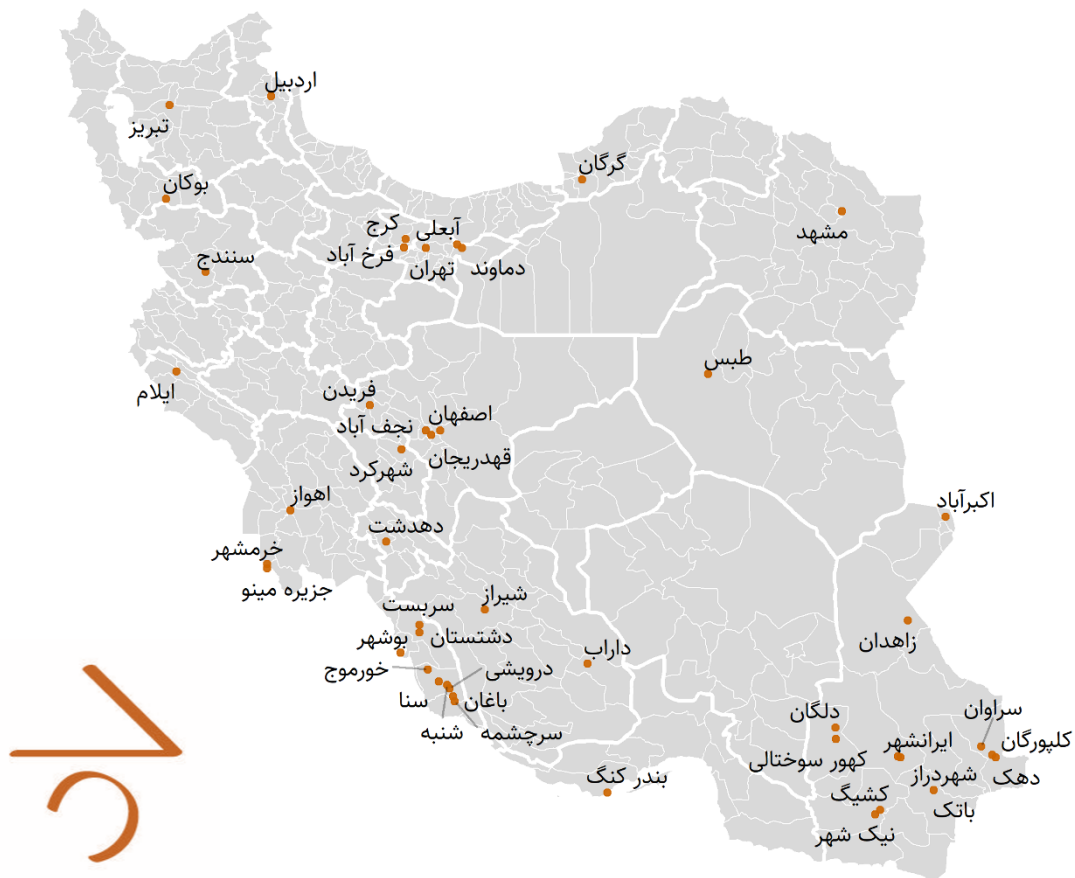 اردبیل
تبریز
گرگان
بوکان
مشهد
کرج
آبعلی
سنندج
فرخ آباد
تهران
دماوند
طبس
ایلام
فریدن
اصفهان
نجف آباد
قهدریجان
شهرکرد
اهواز
اکبرآباد
دهدشت
خرمشهر
جزیره مینو
شیراز
سربست
دشتستان
بوشهر
داراب
زاهدان
درویشی
خورموج
سنا
باغان
شنبه
سرچشمه
دلگان
سراوان
ایرانشهر
کلپورگان
کهور سوختالی
بندر کنگ
شهردراز
دهک
کشیگ
باتک
نیک شهر